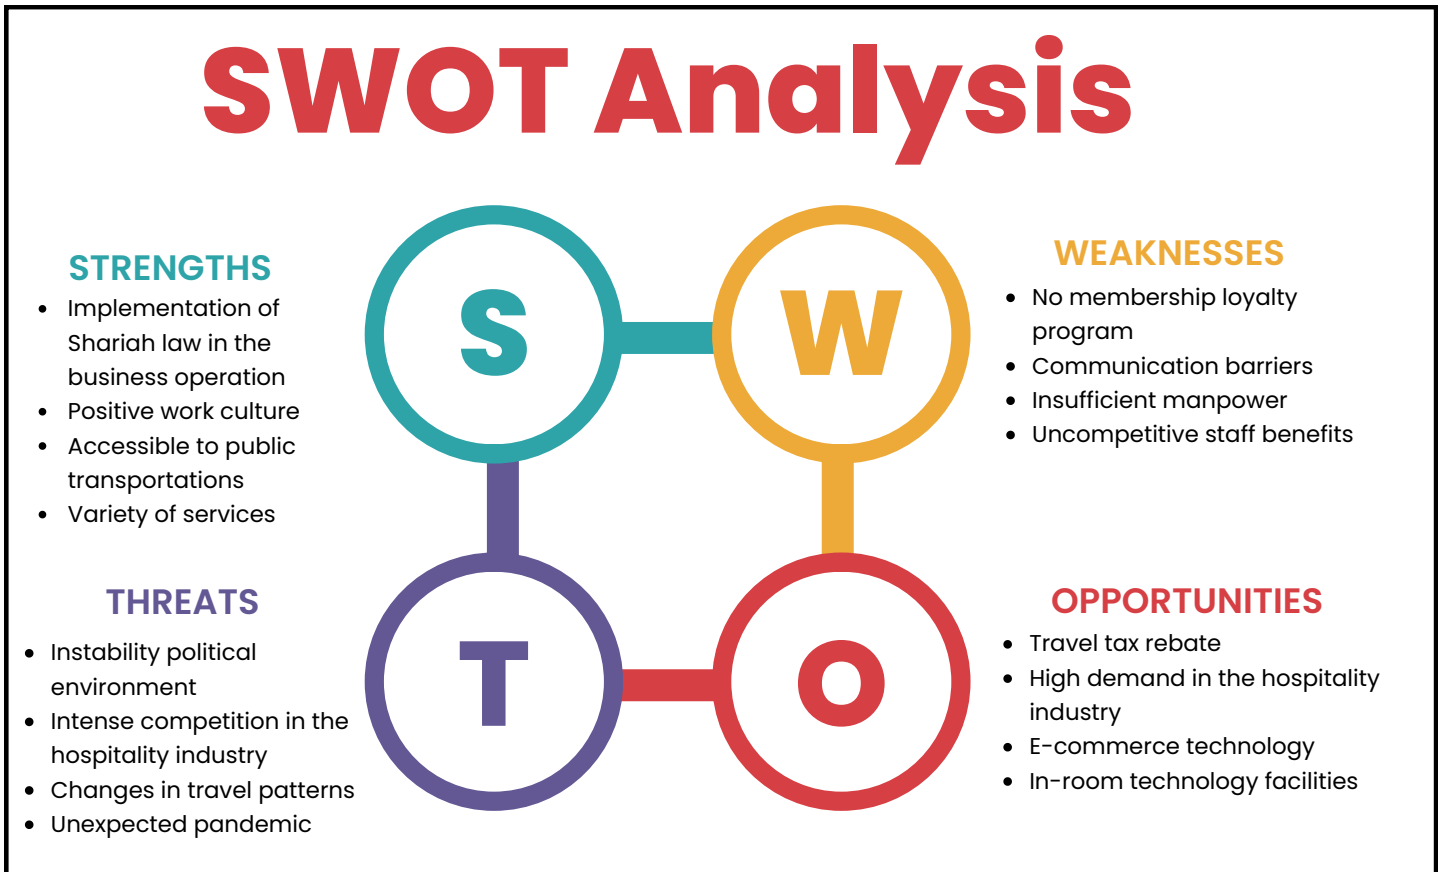 SWOT Analysis
STRENGTHS
• Implementation of
Shariah law in the
business operation
• Positive work culture
• Accessible to public
transportations
• Variety of services
S
W
WEAKNESSES
• No membership loyalty
program
• Communication barriers
• Insufficient manpower
• Uncompetitive staff benefits
THREATS
• Instability political
environment
• Intense competition in the
hospitality industry
• Changes in travel patterns
• Unexpected pandemic
T
O
OPPORTUNITIES
• Travel tax rebate
• High demand in the hospitality
industry
• E-commerce technology
• In-room technology facilities